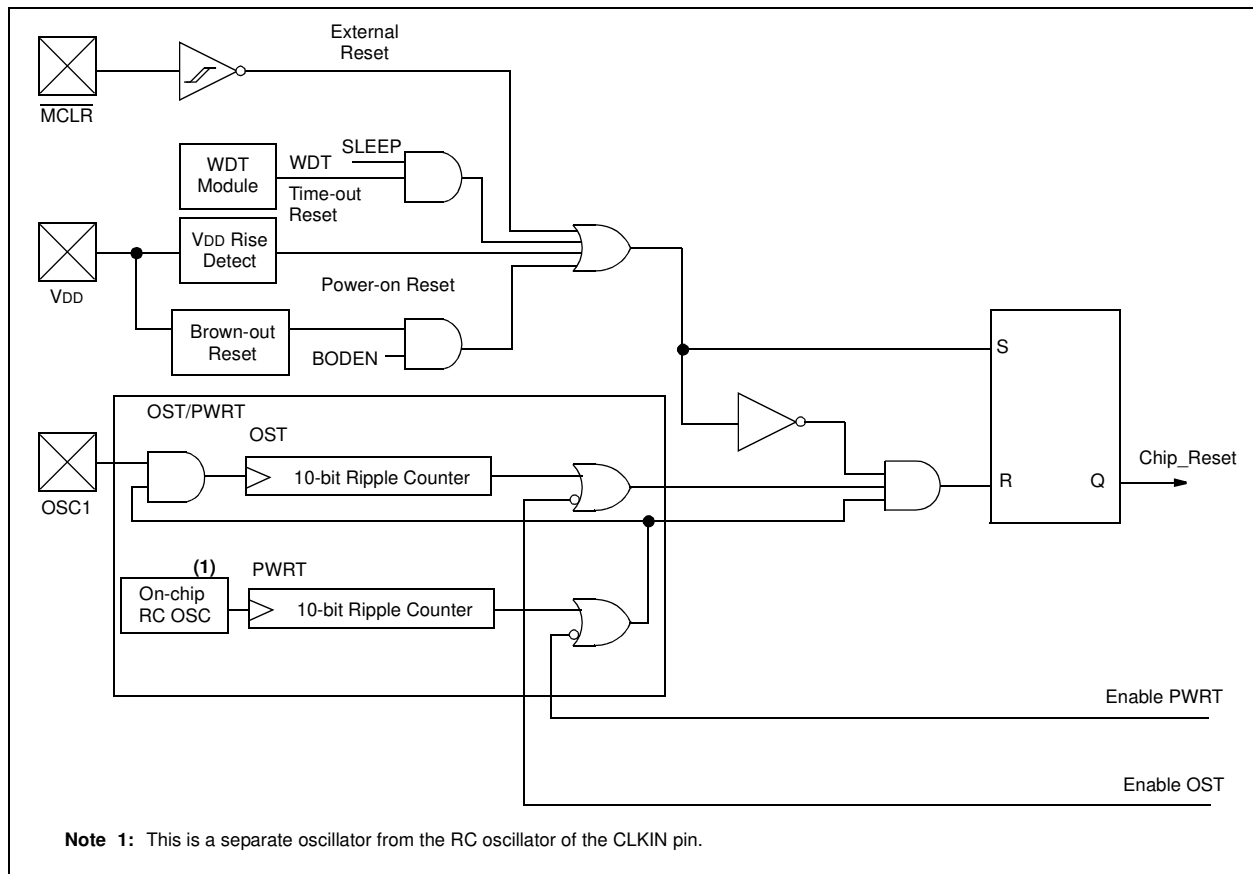 External
Reset
MCLR
SLEEP
WDT
Module
WDT
Time-out
Reset
VDD Rise
Detect
VDD
Power-on Reset
Brown-out
Reset
BODEN
S
OST/PWRT
OST
10-bit Ripple Counter
OSC1
Chip_Reset
R
Q
(1)
PWRT
On-chip
RC OSC
10-bit Ripple Counter
Enable PWRT
Enable OST
Note 1: This is a separate oscillator from the RC oscillator of the CLKIN pin.